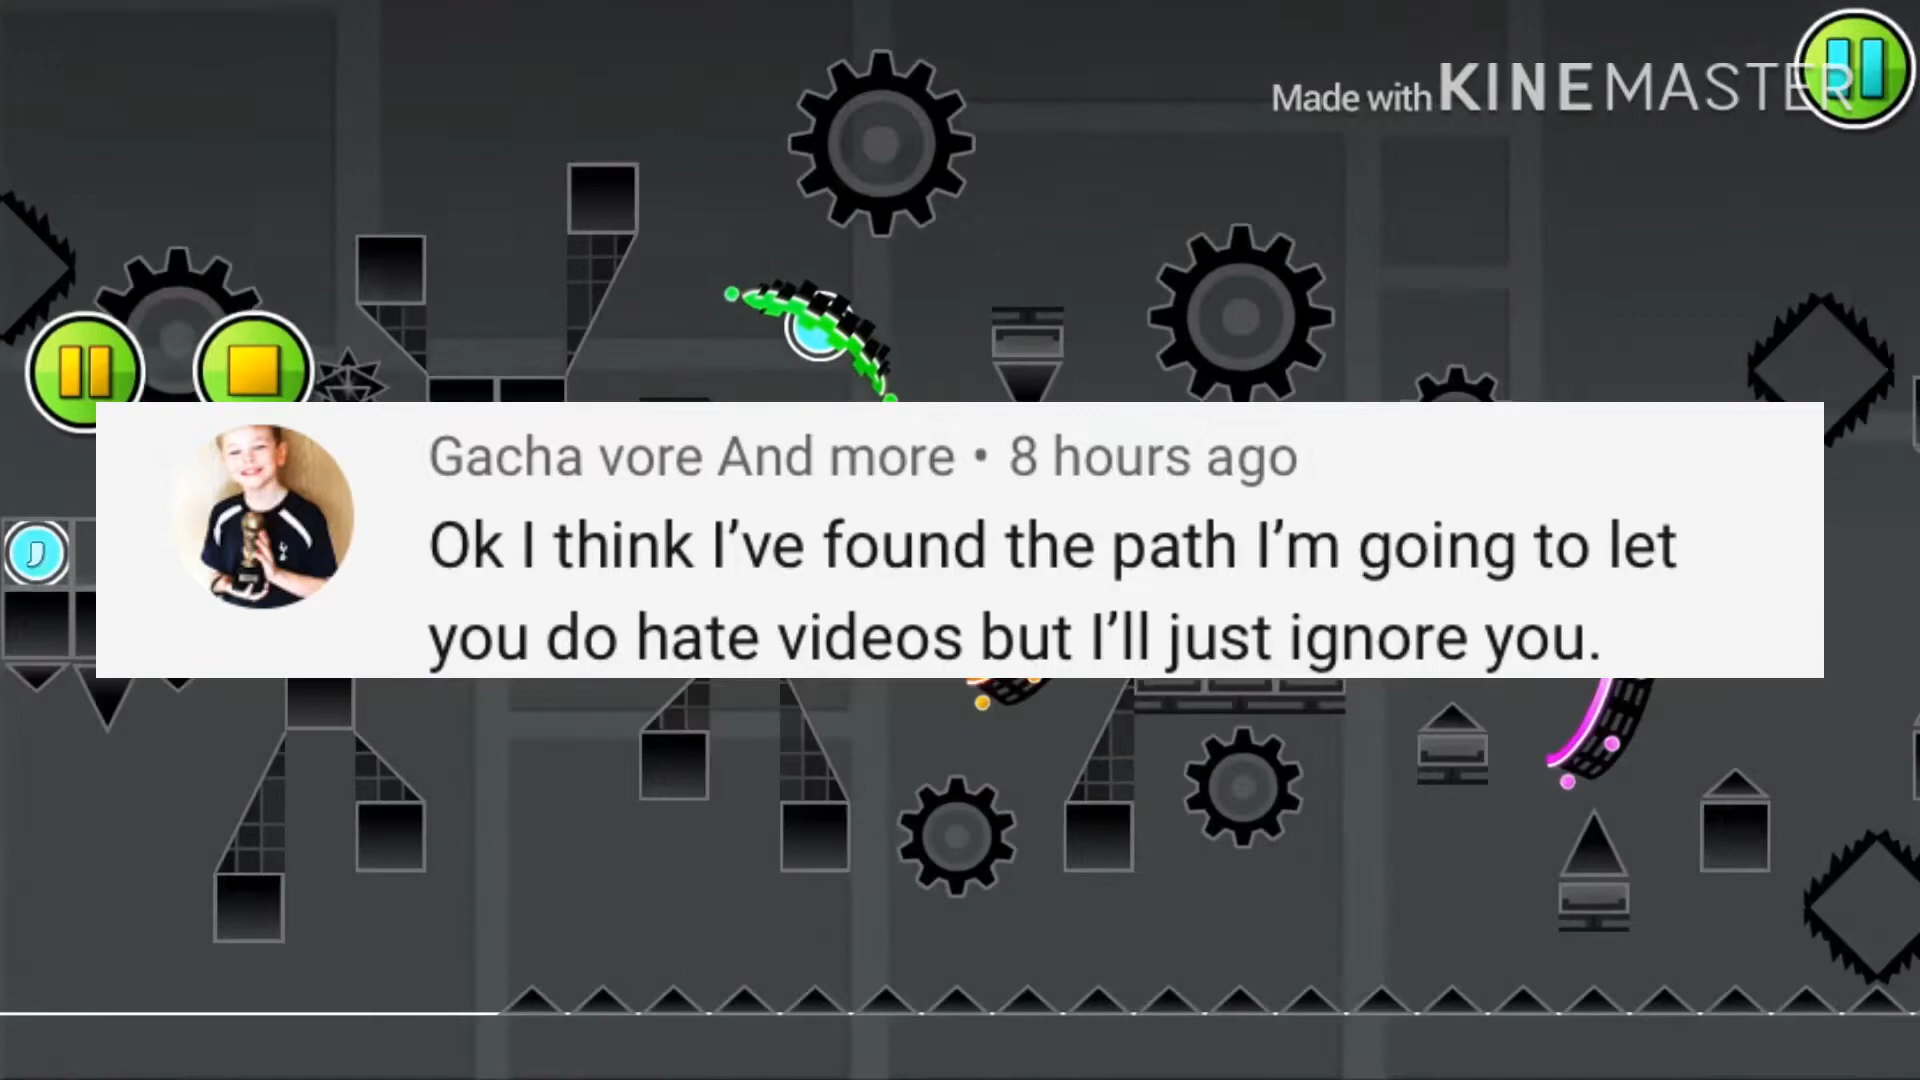 Made with KINEMASTER
Gacha vore And more • 8 hours ago
Ok I think I’ve found the path I’m going to let
you do hate videos but I’ll just ignore you.